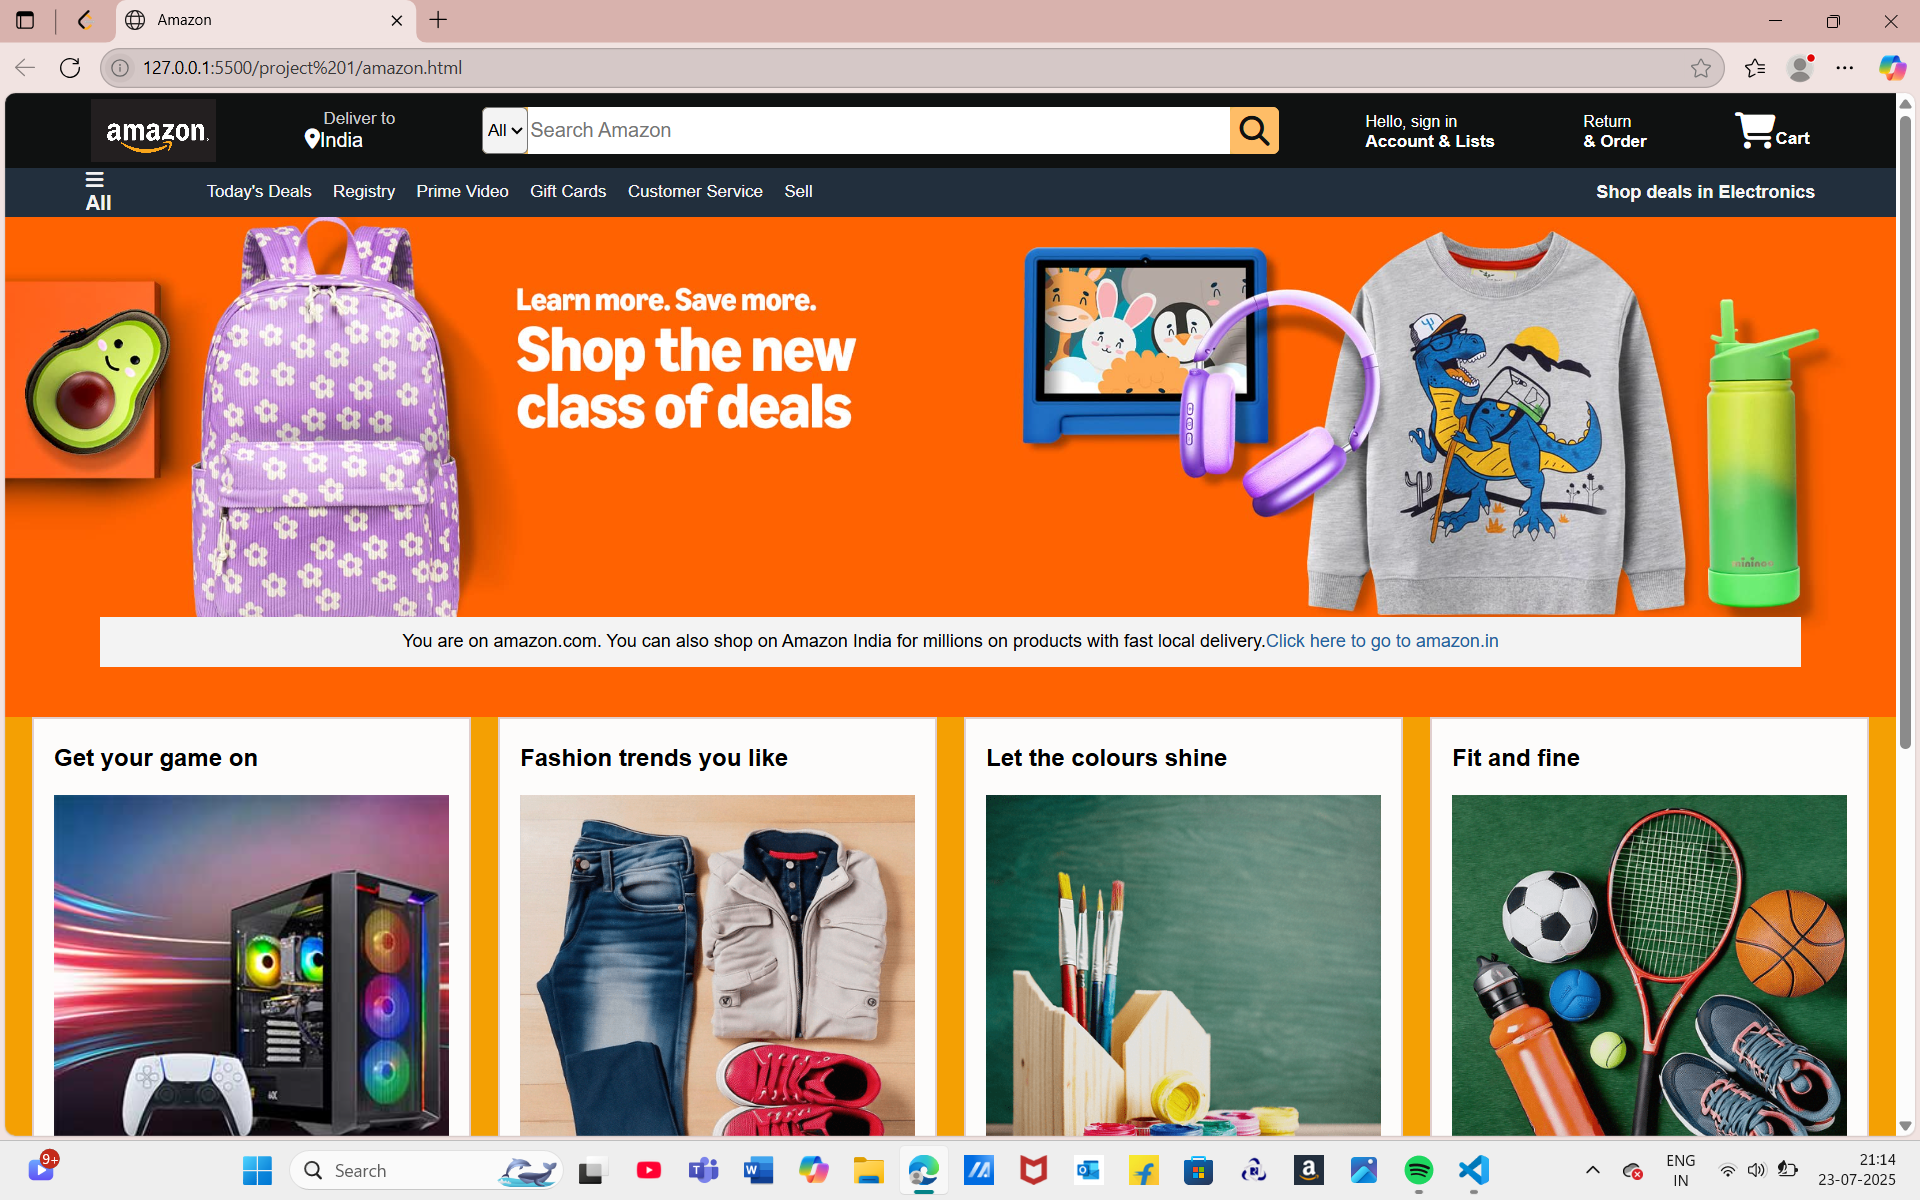 Amazon
127.0.0.1:5500/project%201/amazon.html
amazon
Deliver to
India
All
Search Amazon
Hello, sign in
Account & Lists
Return
& Order
Cart
All
Today's Deals Registry Prime Video Gift Cards Customer Service Sell
Shop deals in Electronics
Learn more. Save more.
Shop the new
class of deals
mininoo
You are on amazon.com. You can also shop on Amazon India for millions on products with fast local delivery.Click here to go to amazon.in
Get your game on
Fashion trends you like
Let the colours shine
Fit and fine
9+
Search
ENG
IN
21:14
23-07-2025